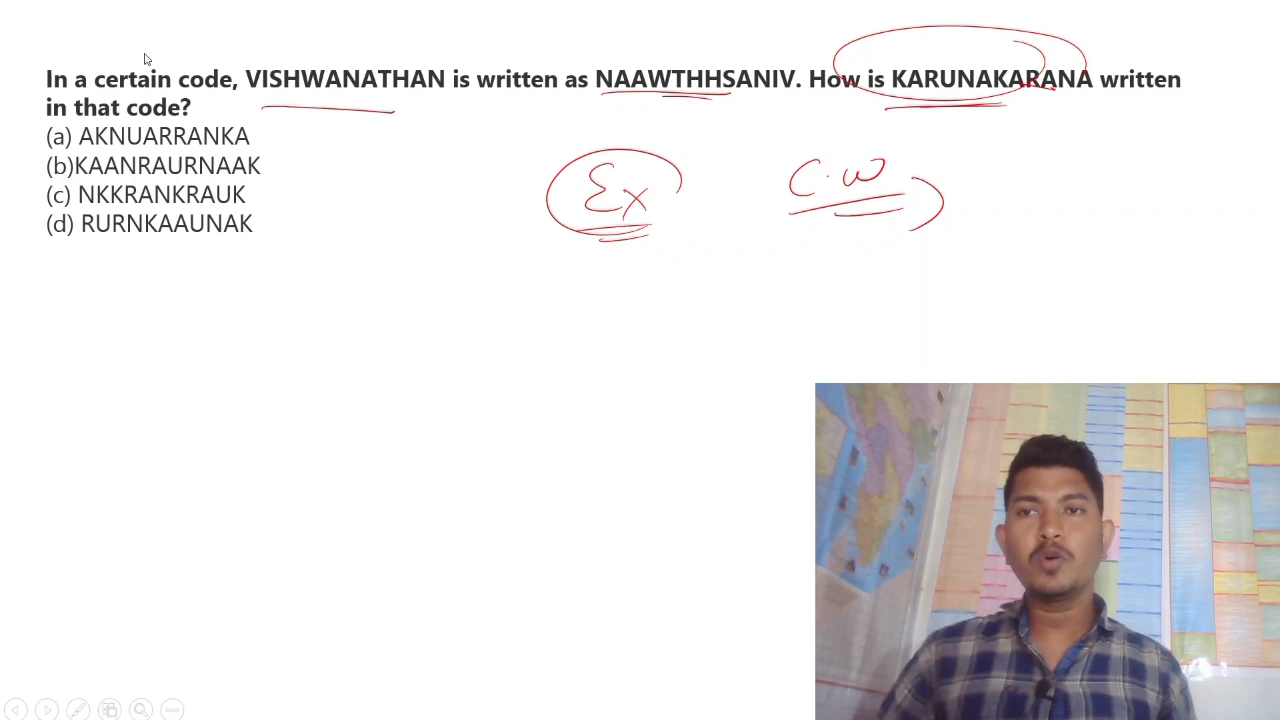 In a certain code, VISHWANATHAN is written as NAAWTHHSANIV. How is KARUNAKARANA written
in that code?
(a) AKNUARRANKA
(b)KAANRAURNAAK
(c) NKKRANKRAUK
(d) RURNKAAUNAK
Ex
C.W